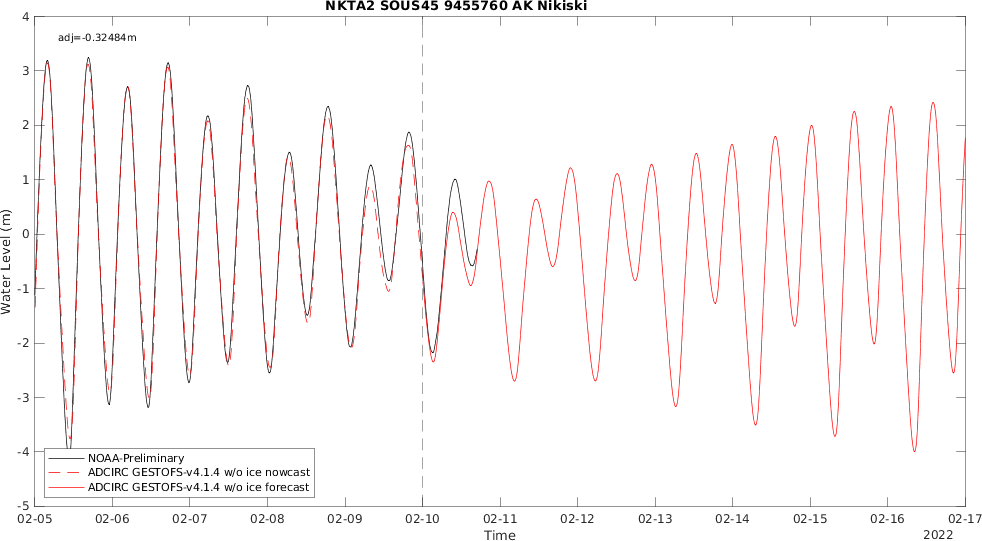 NKTA2 SOUS45 9455760 AK Nikiski
adj=-0.32484m
4
3
2
1
0
-1
-2
-3
-4
-5
Water Level (m)
NOAA-Preliminary
ADCIRC GESTOFS-v4.1.4 w/o ice nowcast
ADCIRC GESTOFS-v4.1.4 w/o ice forecast
02-05 02-06 02-07 02-08 02-09 02-10 02-11 02-12 02-13 02-14 02-15 02-16 02-17
Time
2022